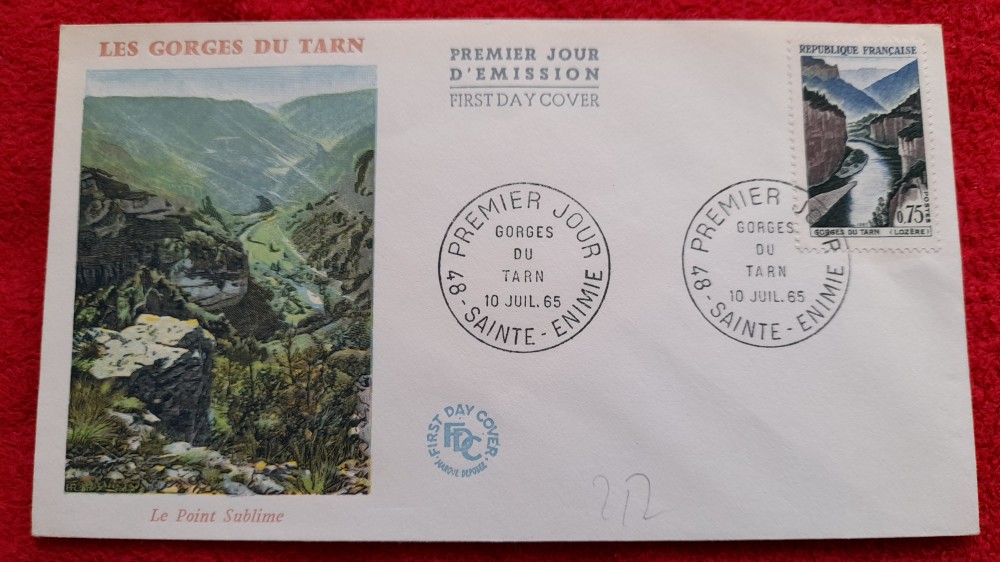 LES GORGES DU TARN
Le Point Sublime
PREMIER JOUR
D'EMISSION
FIRST DAY COVER
PREMIER JOUR
GORGES
DU
TARN
10 JUIL. 65
48 - SAINTE - ENIMIE
FIRST DAY COVER
FDC
MARQUE DEPOSEE
REPUBLIQUE FRANÇAISE
0,75
POSTES
GORGES DU TARN (LOZÈRE)
PREMIER JOUR
GORGES
DU
TARN
10 JUIL. 65
48 - SAINTE - ENIMIE